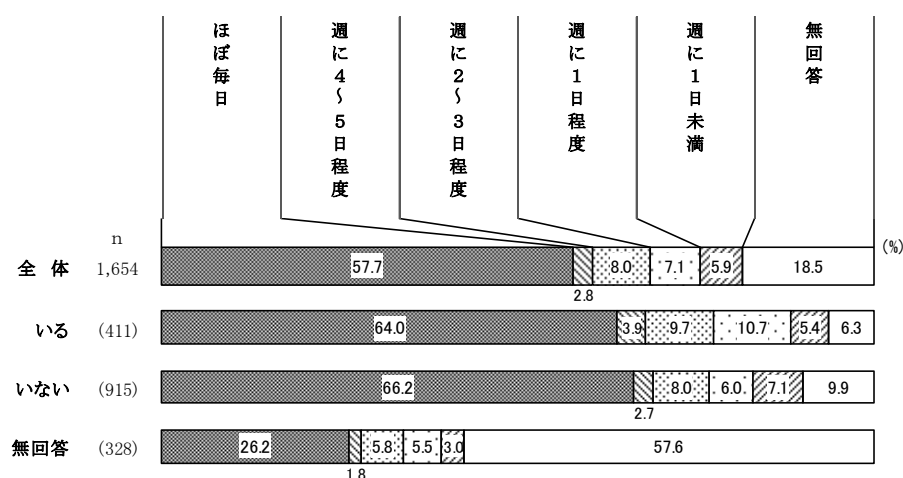 ほぼ毎日
週に4～5日程度
週に2～3日程度
週に1日程度
週に1日未満
無回答
n
(%)
全 体 1,654 57.7 2.8 8.0 7.1 5.9 18.5
いる (411) 64.0 3.9 9.7 10.7 5.4 6.3
いない (915) 66.2 2.7 8.0 6.0 7.1 9.9
無回答 (328) 26.2 1.8 5.8 5.5 3.0 57.6